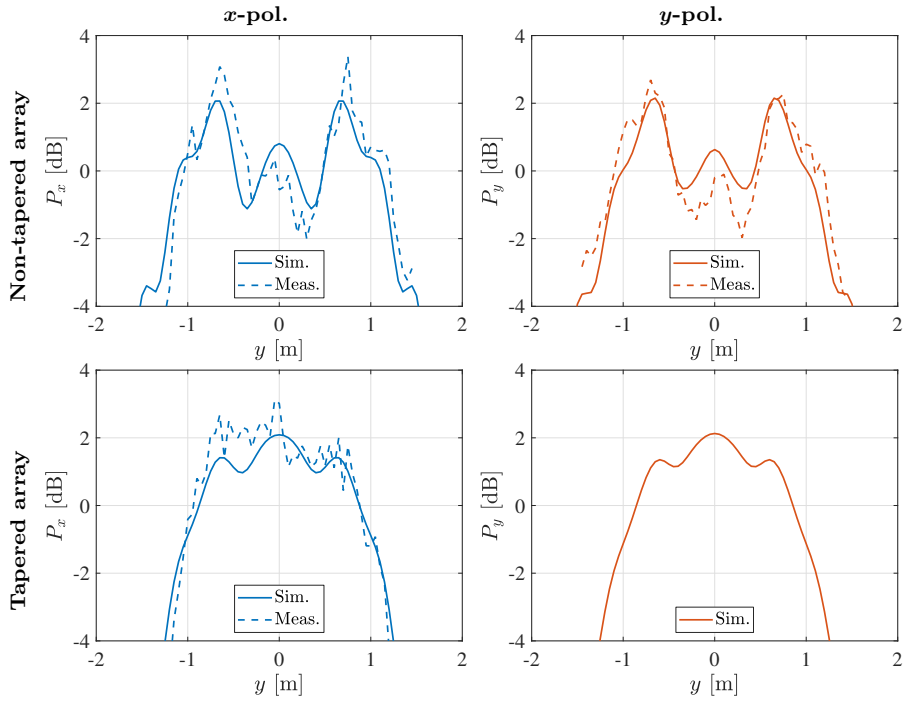 x-pol.
y-pol.
Non-tapered array
P_x [dB]
4
2
0
-2
-4
Sim.
Meas.
-2
-1
0
1
2
y [m]
P_y [dB]
4
2
0
-2
-4
Sim.
Meas.
-2
-1
0
1
2
y [m]
Tapered array
P_x [dB]
4
2
0
-2
-4
Sim.
Meas.
-2
-1
0
1
2
y [m]
P_y [dB]
4
2
0
-2
-4
Sim.
-2
-1
0
1
2
y [m]